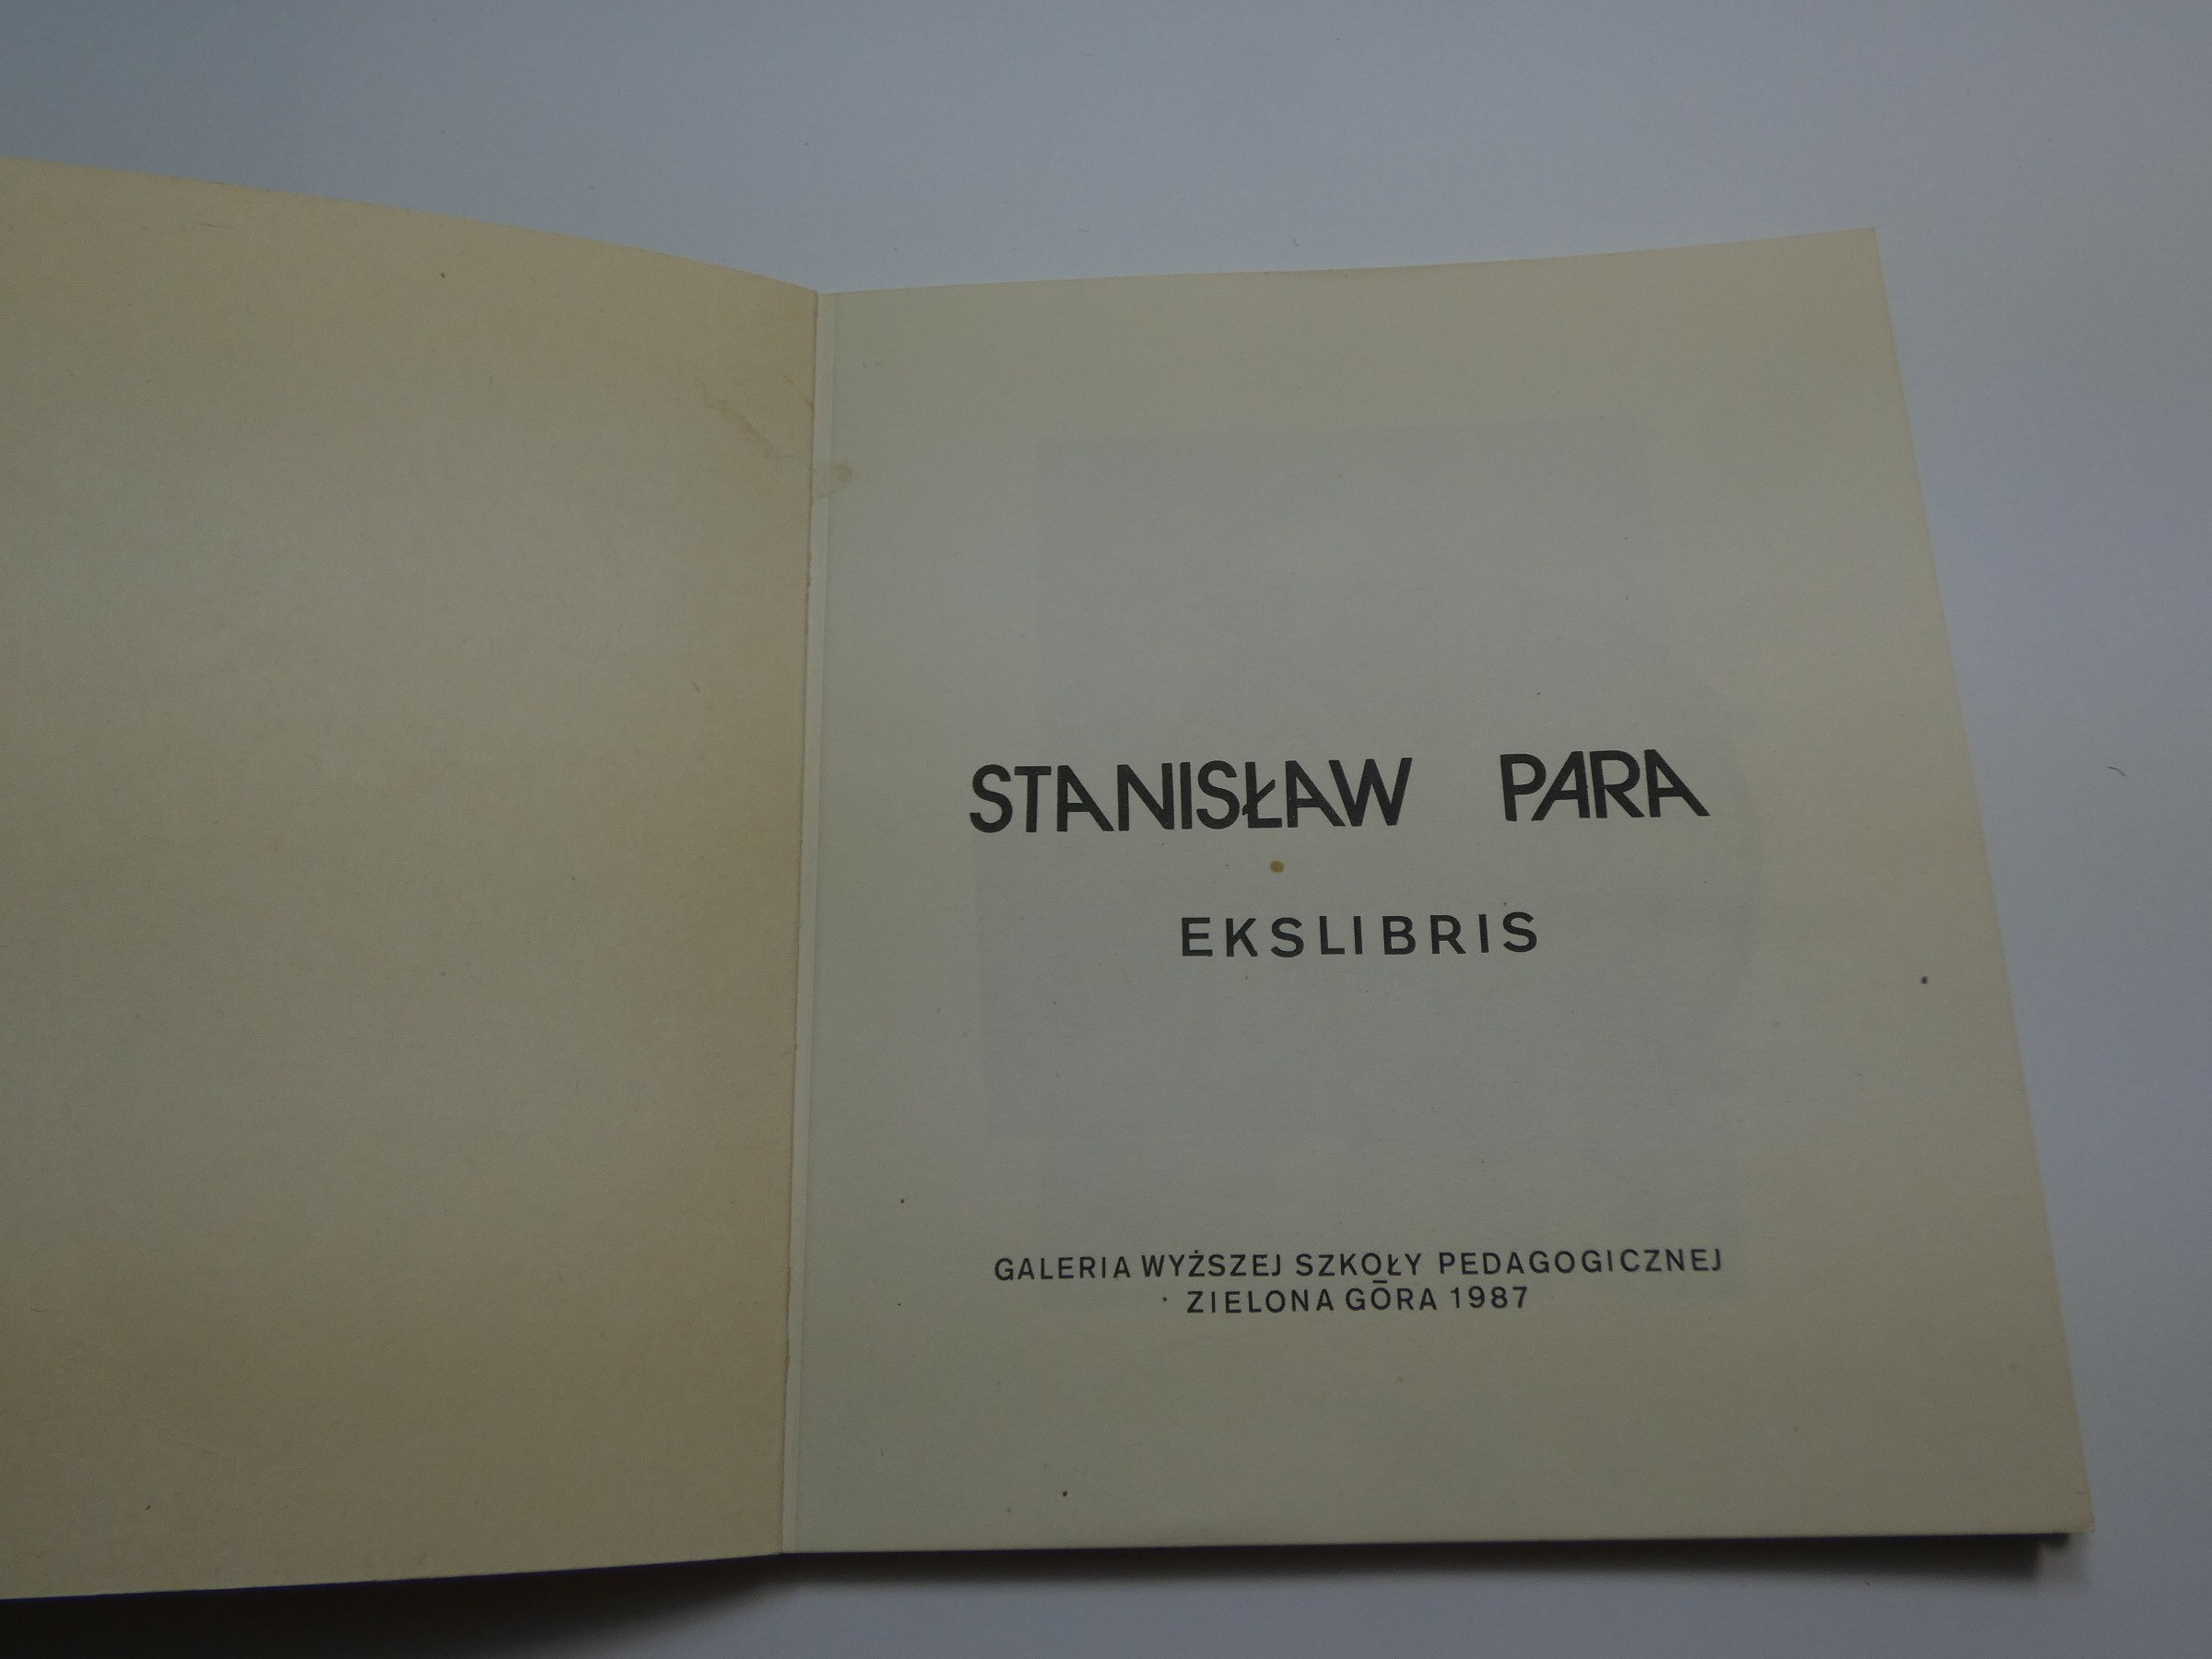 STANISŁAW PARA
EKSLIBRIS
GALERIA WYŻSZEJ SZKOŁY PEDAGOGICZNEJ
ZIELONA GÓRA 1987